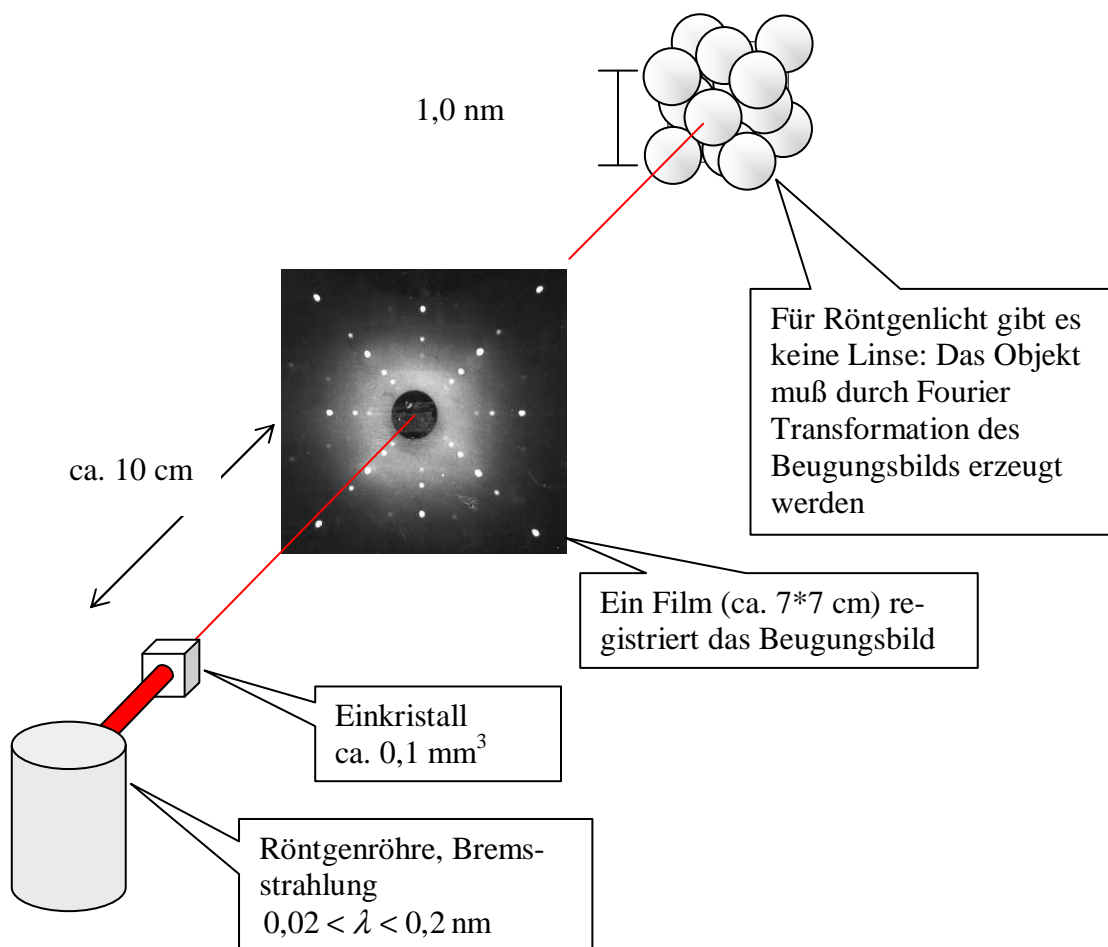 1,0 nm
Für Röntgenlicht gibt es
keine Linse: Das Objekt
muß durch Fourier
Transformation des
Beugungsbilds erzeugt
werden
ca. 10 cm
Ein Film (ca. 7*7 cm) re-
gistriert das Beugungsbild
Einkristall
ca. 0,1 mm³
Röntgenröhre, Brems-
strahlung
0,02 < λ < 0,2 nm